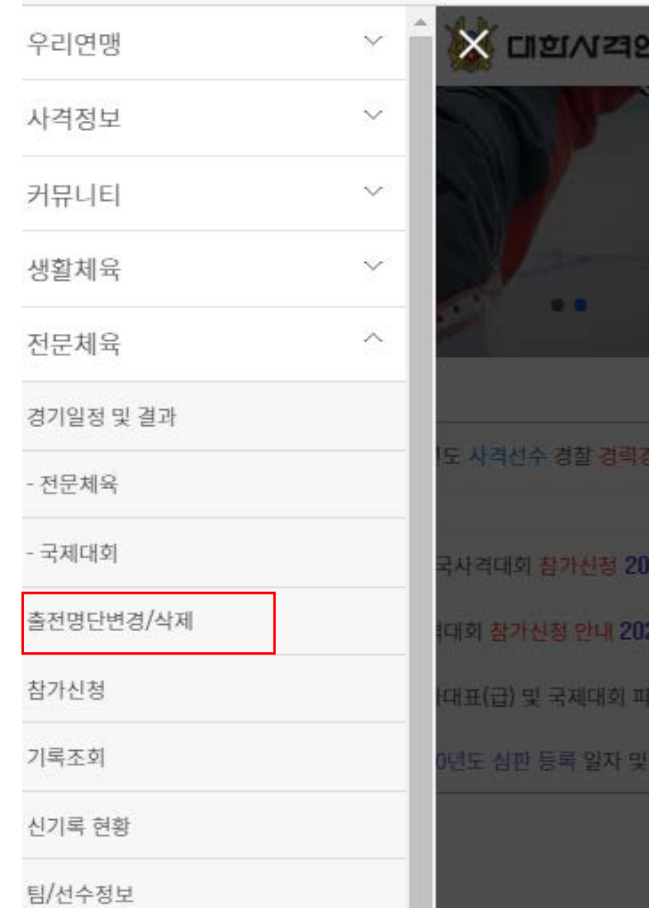 우리연맹
대한사격연
사격정보
커뮤니티
생활체육
전문체육
경기일정 및 결과
년도 사격선수 경찰 경력경
- 전문체육
- 국제대회
국사격대회 참가신청 20
출전명단변경/삭제
격대회 참가신청 안내 202
참가신청
가대표(급) 및 국제대회 파
기록조회
0년도 심판 등록 일자 및
신기록 현황
팀/선수정보